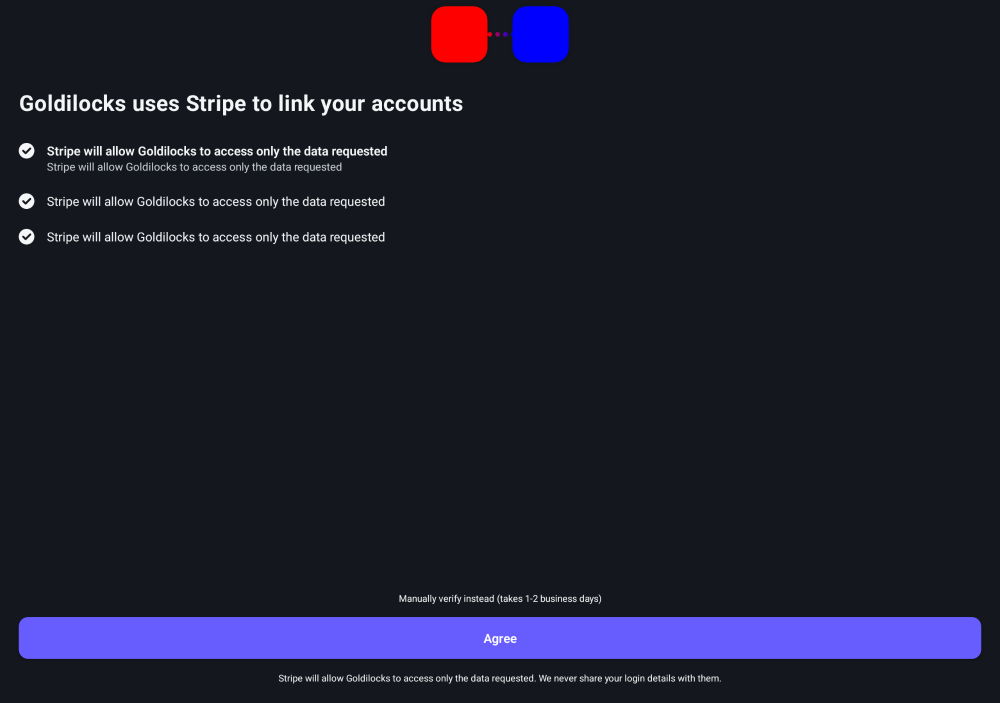 Goldilocks uses Stripe to link your accounts
Stripe will allow Goldilocks to access only the data requested
Stripe will allow Goldilocks to access only the data requested
Stripe will allow Goldilocks to access only the data requested
Stripe will allow Goldilocks to access only the data requested
Manually verify instead (takes 1-2 business days)
Agree
Stripe will allow Goldilocks to access only the data requested. We never share your login details with them.